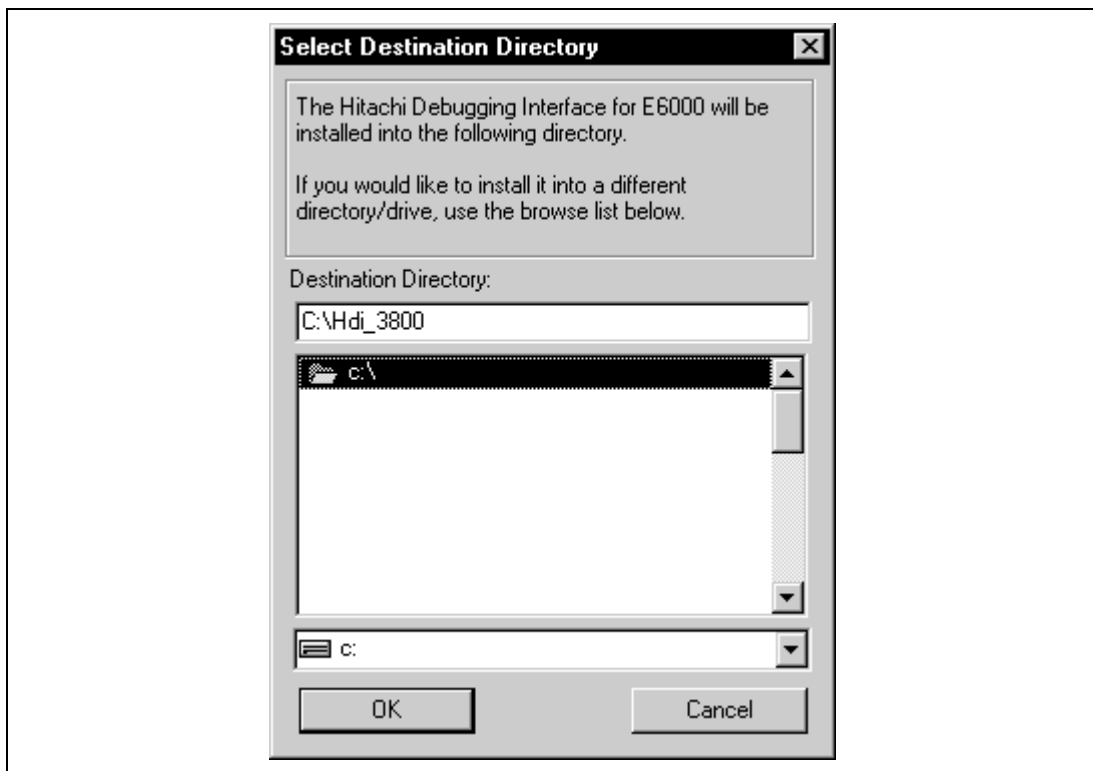 Select Destination Directory
The Hitachi Debugging Interface for E6000 will be
installed into the following directory.
If you would like to install it into a different
directory/drive, use the browse list below.
Destination Directory:
C:\Hdi_3800
c:\
c:
OK
Cancel